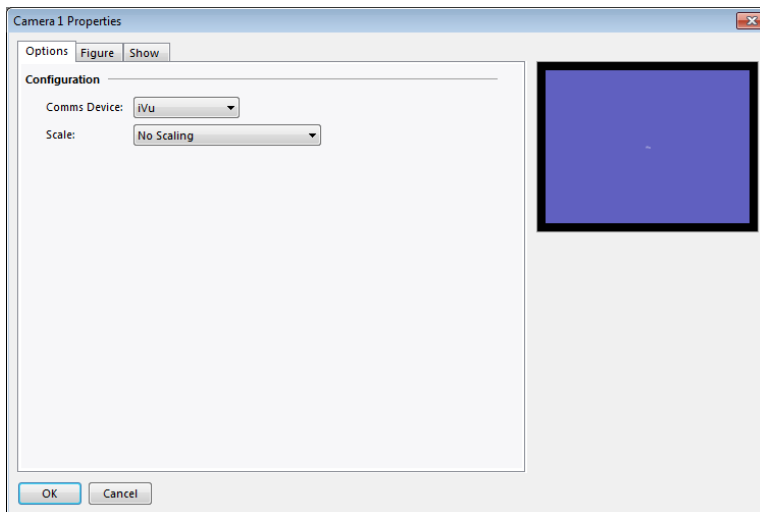 Camera 1 Properties
Options Figure Show
Configuration
Comms Device: iVu
Scale: No Scaling
OK Cancel